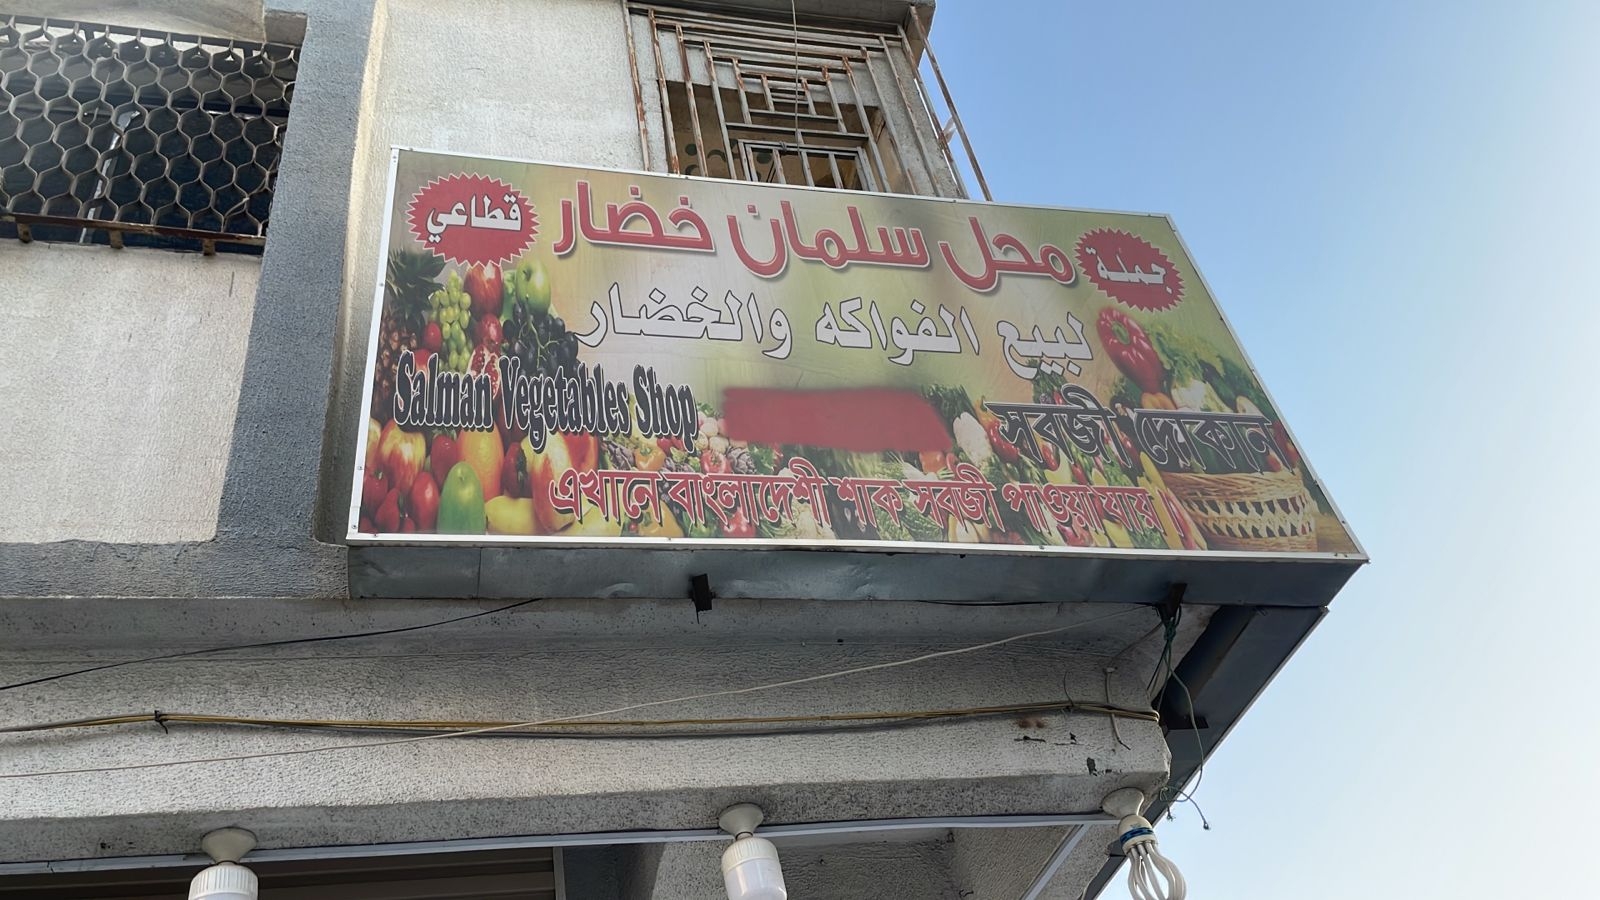 جملة
محل سلمان خضار
قطاعي
لبيع الفواكه والخضار
Salman Vegetables Shop
সবজী দোকান
এখানে বাংলাদেশী শাক সবজী পাওয়া যায়।